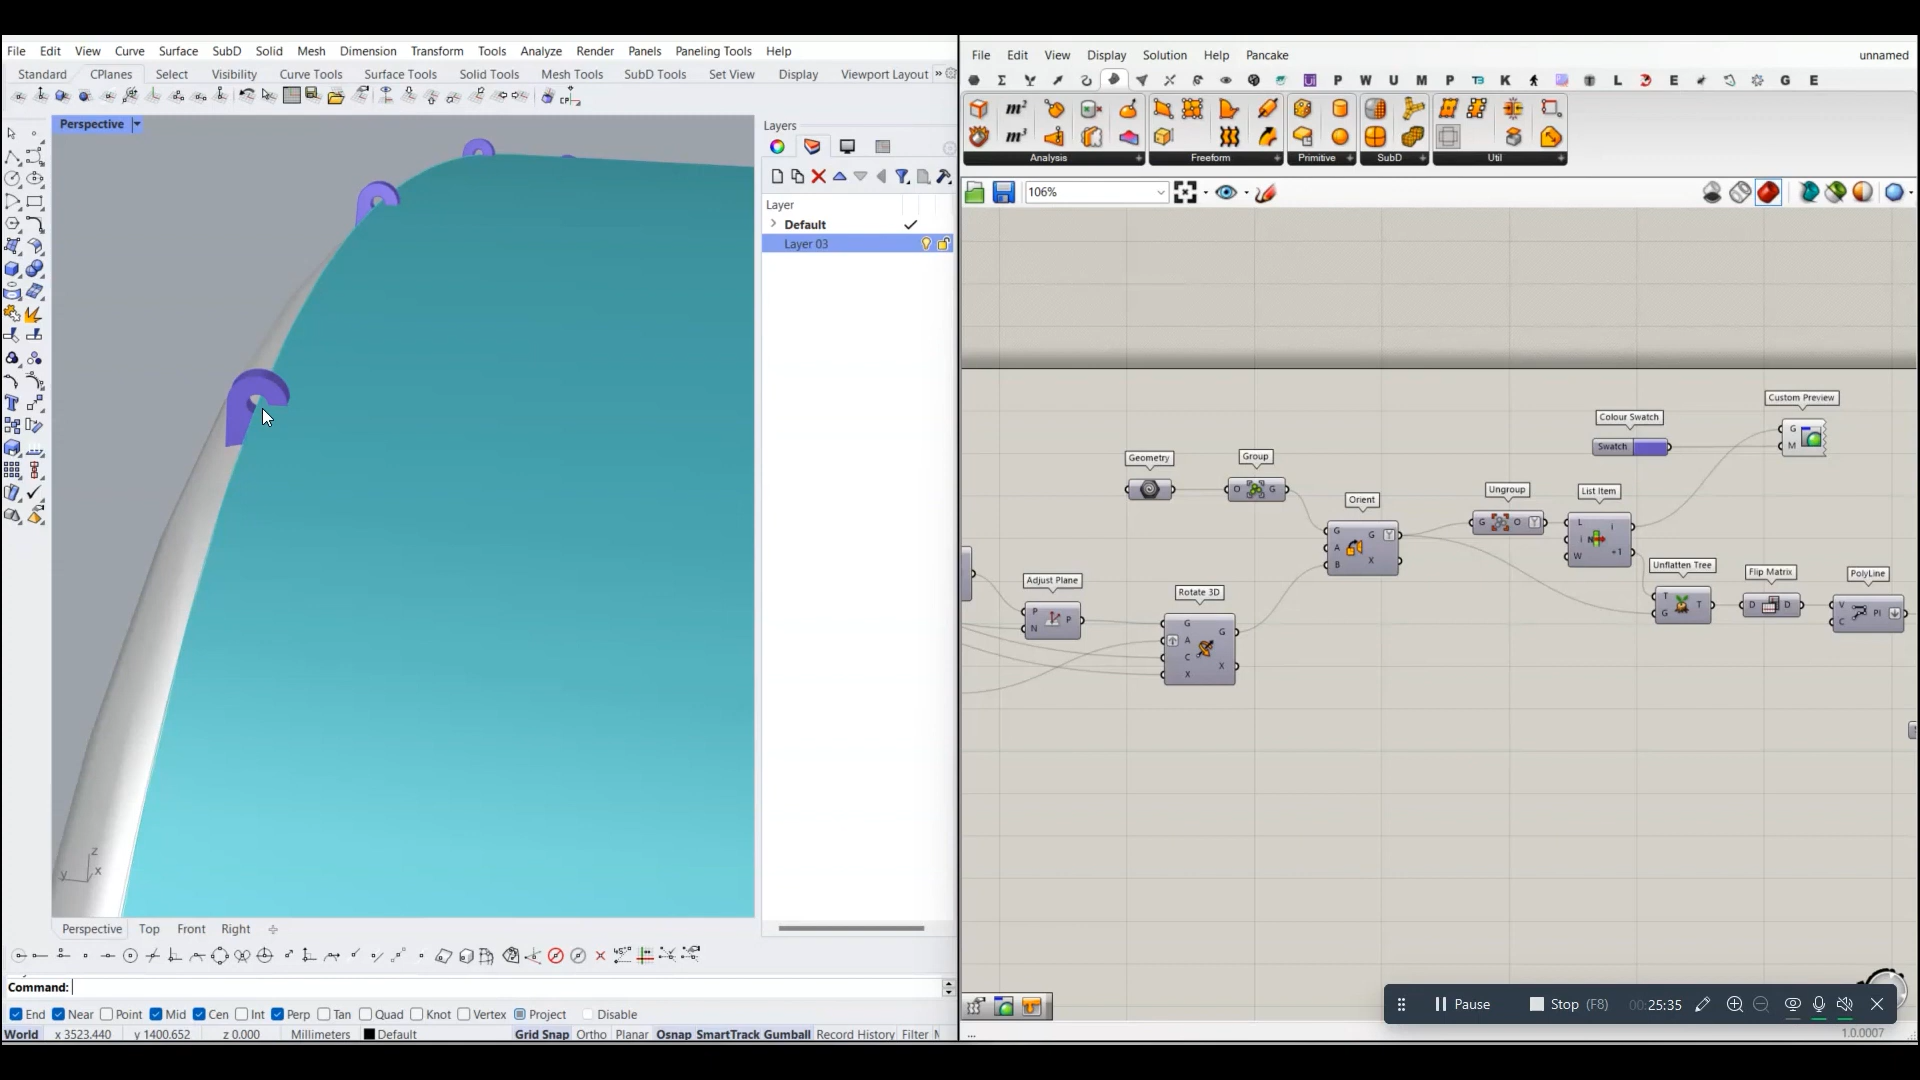 File Edit View Curve Surface SubD Solid Mesh Dimension Transform Tools Analyze Render Panels Paneling Tools Help
Standard CPlanes Select Visibility Curve Tools Surface Tools Solid Tools Mesh Tools SubD Tools Set View Display Viewport Layout »
Perspective
Layers
Layer
Default
Layer 03
z
y x
Perspective Top Front Right
Command:
End Near Point Mid Cen Int Perp Tan Quad Knot Vertex Project Disable
World x 3523.440 y 1400.652 z 0.000 Millimeters Default Grid Snap Ortho Planar Osnap SmartTrack Gumball Record History Filter M
File Edit View Display Solution Help Pancake unnamed
P W U M P K L E G E
m² m³
Analysis Freeform Primitive SubD Util
106%
Custom Preview
G
M
Colour Swatch
Swatch
Geometry
Group
O G
Orient
G A B G X
Ungroup
G O
List Item
L i W i +1
Unflatten Tree
T G T
Flip Matrix
D D
PolyLine
V C Pl
Adjust Plane
P N P
Rotate 3D
G A C X G X
Pause Stop (F8) 00:25:35
... 1.0.0007